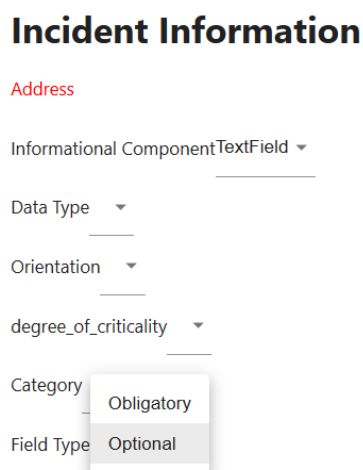 Incident Information
Address
Informational Component TextField
Data Type
Orientation
degree_of_criticality
Category
Obligatory
Field Type
Optional